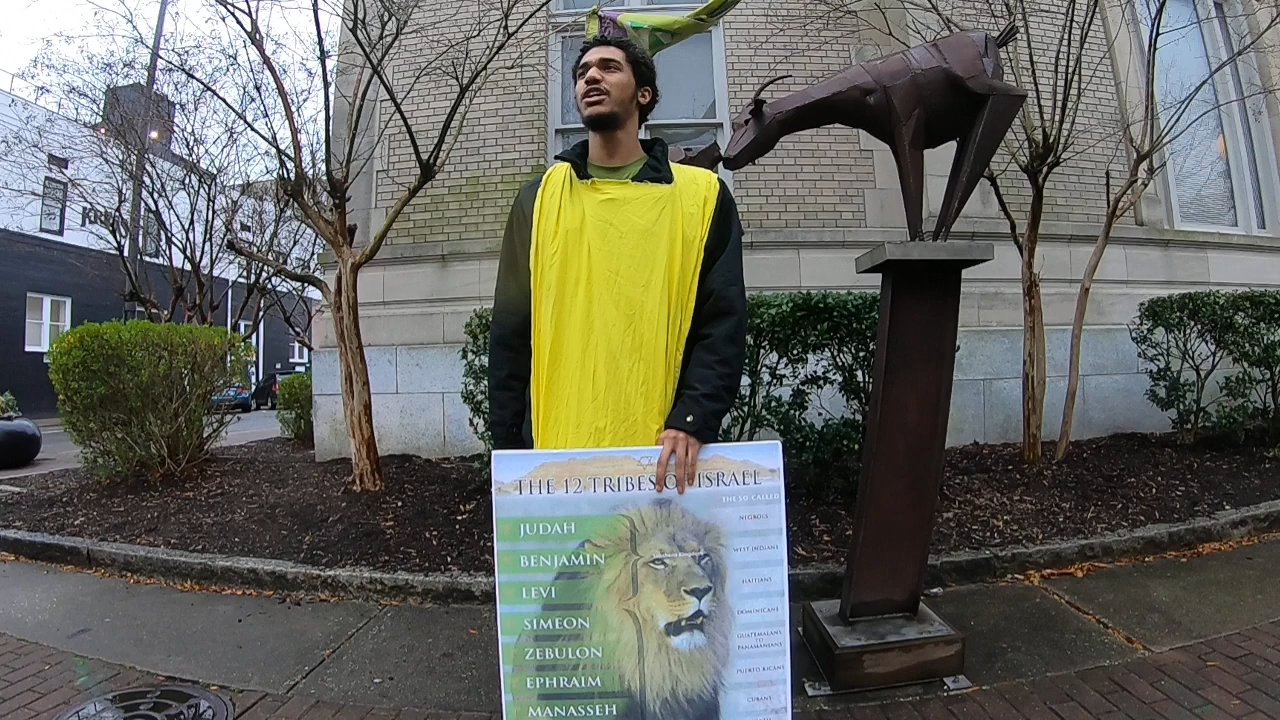 THE 12 TRIBES OF ISRAEL
THE SO-CALLED
JUDAH
NEGROES
BENJAMIN
WEST INDIANS
LEVI
HAITIANS
SIMEON
DOMINICANS
ZEBULON
GUATEMALANS
TO
PANAMANIANS
EPHRAIM
PUERTO RICANS
MANASSEH
CUBANS